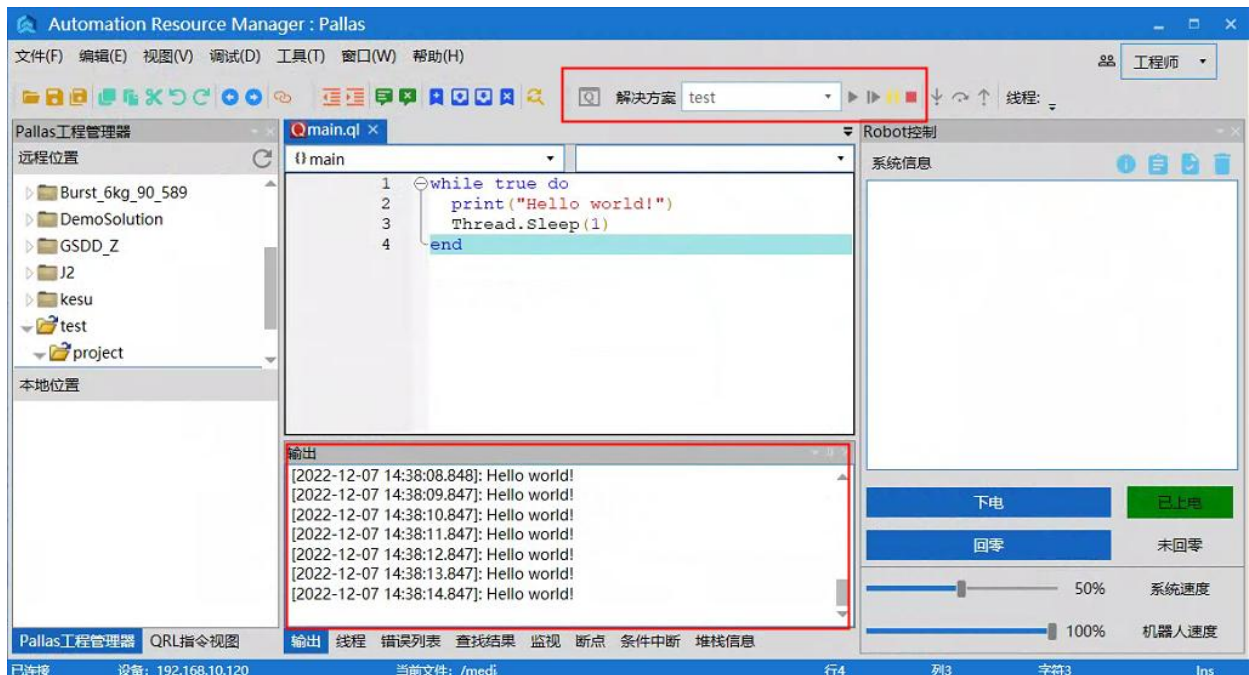 Automation Resource Manager : Pallas
文件(F) 编辑(E) 视图(V) 调试(D) 工具(T) 窗口(W) 帮助(H)
工程师
解决方案 test
线程:
Pallas工程管理器
远程位置
Burst_6kg_90_589
DemoSolution
GSDD_Z
J2
kesu
test
project
本地位置
Pallas工程管理器 QRL指令视图
main.ql
main
1 while true do
2 print("Hello world!")
3 Thread.Sleep(1)
4 end
输出
[2022-12-07 14:38:08.848]: Hello world!
[2022-12-07 14:38:09.847]: Hello world!
[2022-12-07 14:38:10.847]: Hello world!
[2022-12-07 14:38:11.847]: Hello world!
[2022-12-07 14:38:12.847]: Hello world!
[2022-12-07 14:38:13.847]: Hello world!
[2022-12-07 14:38:14.847]: Hello world!
输出 线程 错误列表 查找结果 监视 断点 条件中断 堆栈信息
Robot控制
系统信息
下电 已上电
回零 未回零
50% 系统速度
100% 机器人速度
已连接 设备: 192.168.10.120 当前文件: /medi 行4 列3 字符3 Ins